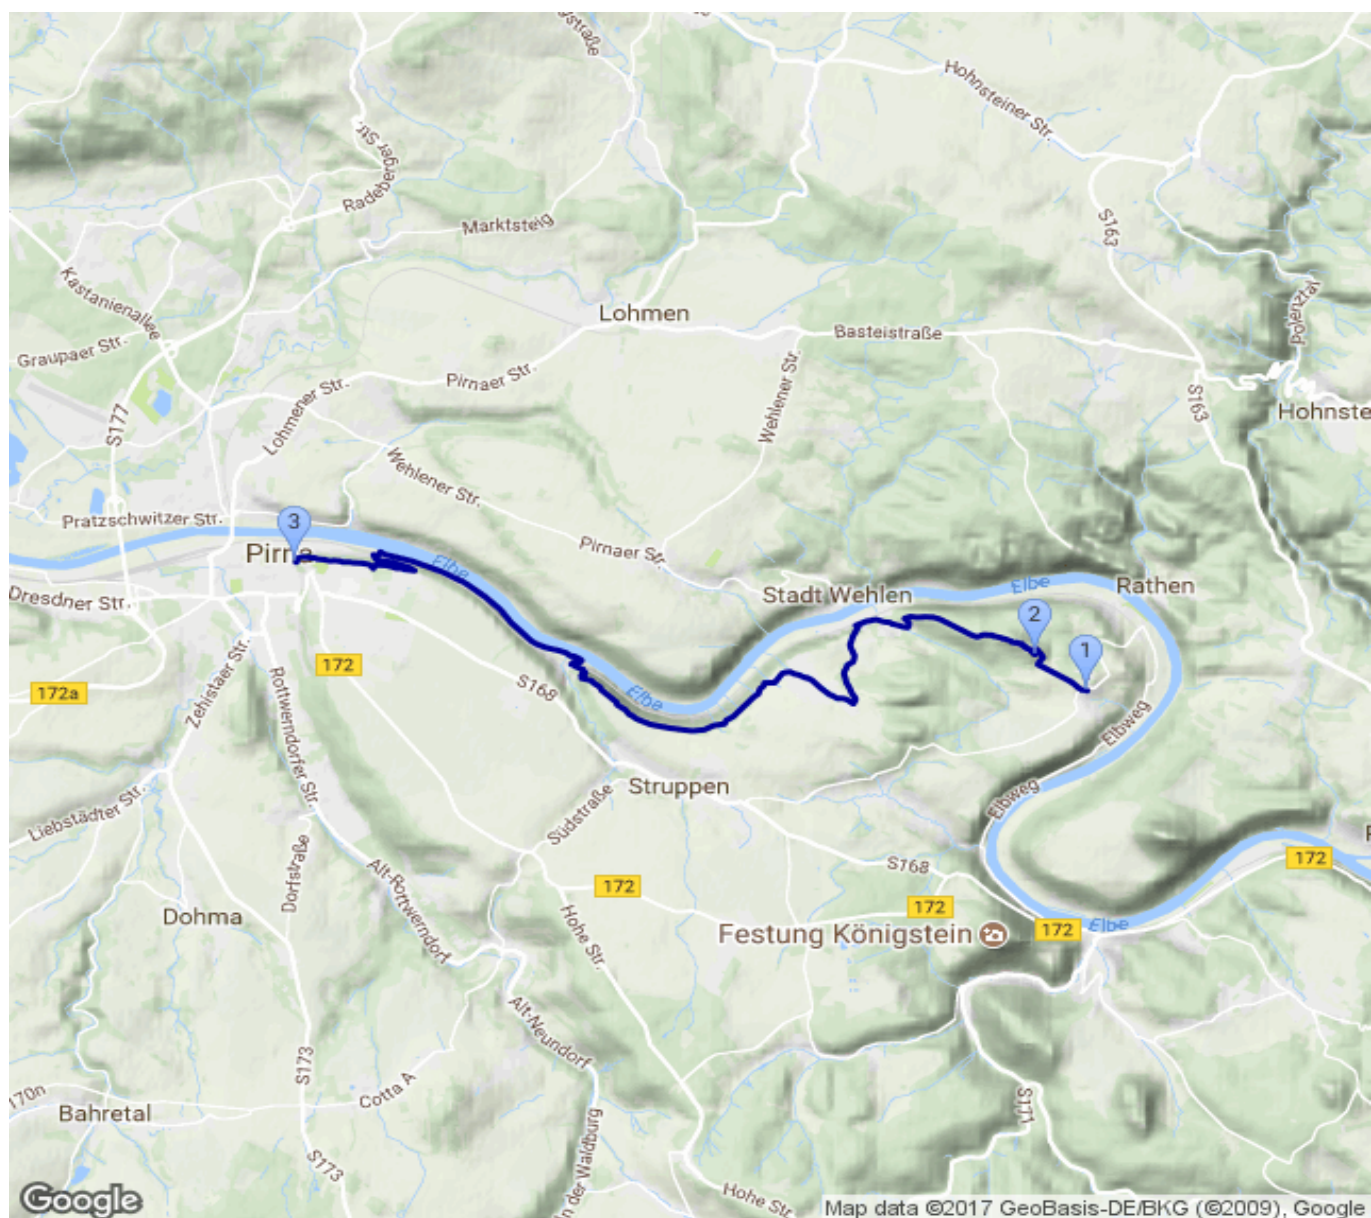 Hohnsteiner Str.
Radeberger Str.
Marktsteig
S163
Polenztal
Kastanienallee
Lohmen
Basteistraße
Graupaer Str.
Pirnaer Str.
Wehlener Str.
S163
Hohnste
S177
Lohmener Str.
Wehlener Str.
Pratzschwitzer Str.
3
Pirna
Elbe
Pirnaer Str.
Elbe
Rathen
Stadt Wehlen
Dresdner Str.
2
1
172
172a
Zehistaer Str.
Rottwerndorfer Str.
S168
Elbe
Elbweg
Struppen
Elbweg
Liebstädter Str.
Südstraße
Dorfstraße
S168
172
172
172
Alt-Rottwerndorf
Dohma
Hohe Str.
Festung Königstein
172
Elbe
Alt-Neundorf
S173
170n
Cotta A
Bahretal
S171
S173
Hohe Str.
Google
Map data ©2017 GeoBasis-DE/BKG (©2009), Google